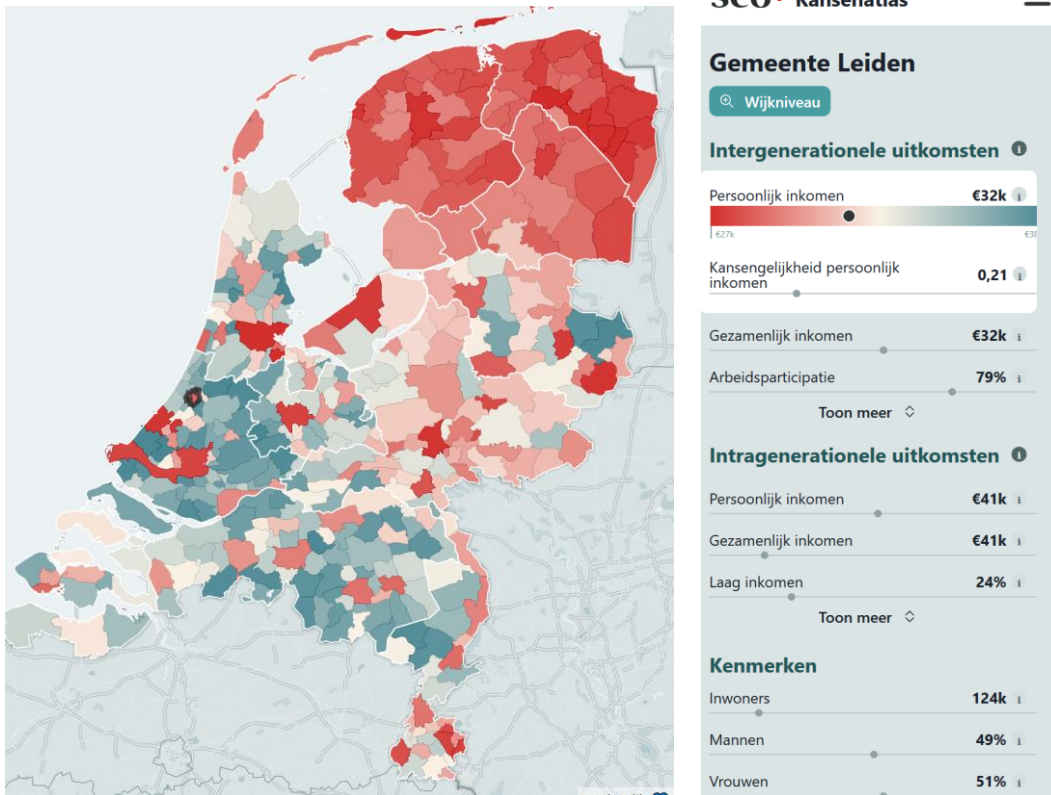 seo• Kansenatlas
Gemeente Leiden
Wijkniveau
Intergenerationele uitkomsten i
Persoonlijk inkomen €32k i
€27k €38
Kansengelijkheid persoonlijk
inkomen 0,21 i
Gezamenlijk inkomen €32k i
Arbeidsparticipatie 79% i
Toon meer
Intragenerationele uitkomsten i
Persoonlijk inkomen €41k i
Gezamenlijk inkomen €41k i
Laag inkomen 24% i
Toon meer
Kenmerken
Inwoners 124k i
Mannen 49% i
Vrouwen 51% i